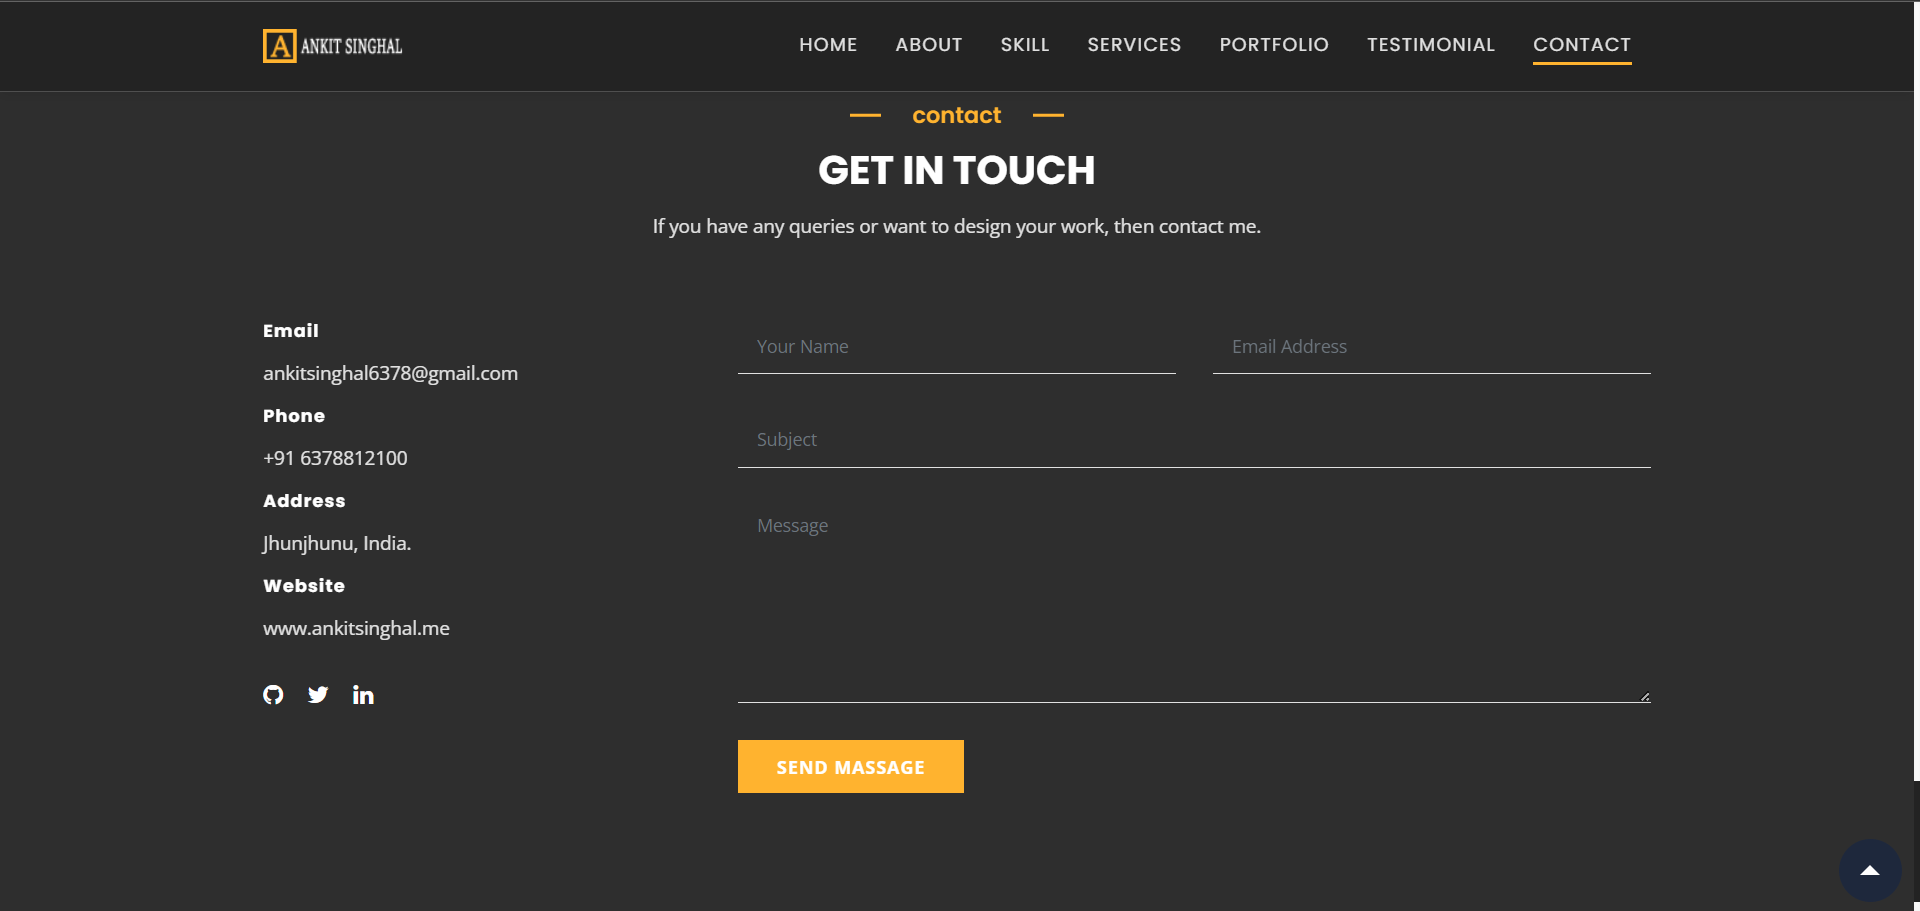 A ANKIT SINGHAL
HOME ABOUT SKILL SERVICES PORTFOLIO TESTIMONIAL CONTACT
contact
GET IN TOUCH
If you have any queries or want to design your work, then contact me.
Email
ankitsinghal6378@gmail.com
Phone
+91 6378812100
Address
Jhunjhunu, India.
Website
www.ankitsinghal.me
in
Your Name
Email Address
Subject
Message
SEND MASSAGE